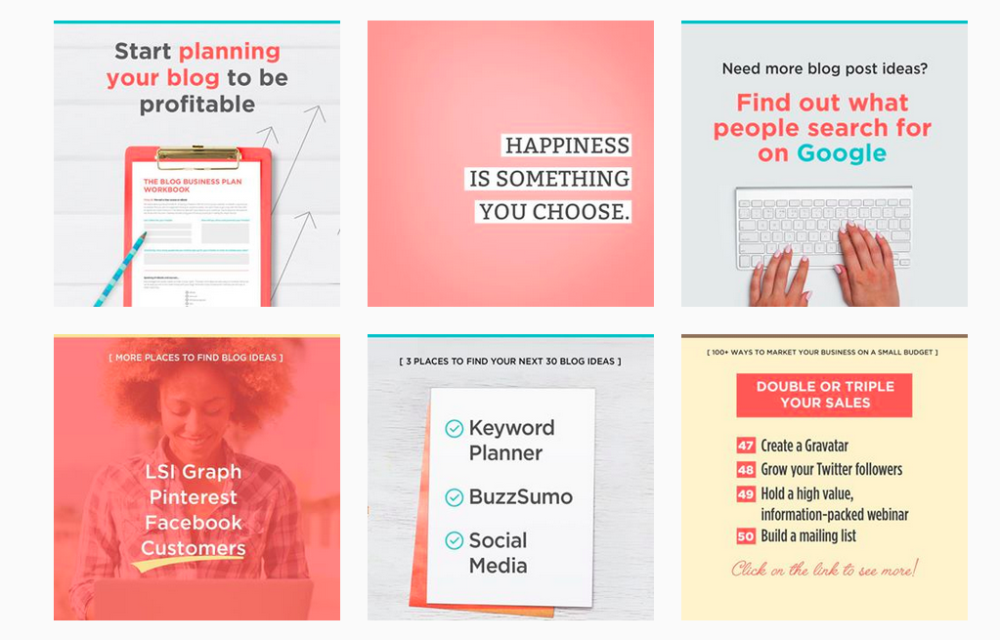 Start planning
your blog to be
profitable
THE BLOG BUSINESS PLAN
WORKBOOK
HAPPINESS
IS SOMETHING
YOU CHOOSE.
Need more blog post ideas?
Find out what
people search for
on Google
[ MORE PLACES TO FIND BLOG IDEAS ]
LSI Graph
Pinterest
Facebook
Customers
[ 3 PLACES TO FIND YOUR NEXT 30 BLOG IDEAS ]
Keyword
Planner
BuzzSumo
Social
Media
[ 100+ WAYS TO MARKET YOUR BUSINESS ON A SMALL BUDGET ]
DOUBLE OR TRIPLE
YOUR SALES
47 Create a Gravatar
48 Grow your Twitter followers
49 Hold a high value,
information-packed webinar
50 Build a mailing list
Click on the link to see more!